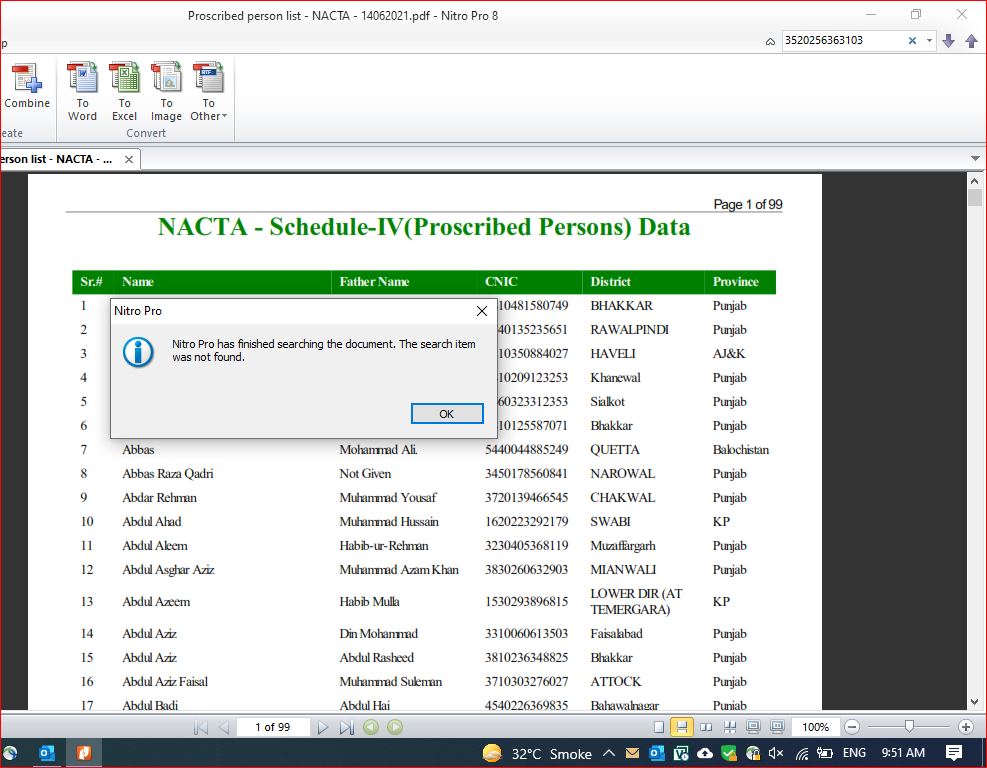 Proscribed person list - NACTA - 14062021.pdf - Nitro Pro 8
p
3520256363103
Combine
To Word
To Excel
To Image
To Other
eate
Convert
erson list - NACTA - ...
Page 1 of 99
NACTA - Schedule-IV(Proscribed Persons) Data
Sr.# Name Father Name CNIC District Province
1 10481580749 BHAKKAR Punjab
2 40135235651 RAWALPINDI Punjab
3 10350884027 HAVELI AJ&K
4 10209123253 Khanewal Punjab
5 60323312353 Sialkot Punjab
6 10125587071 Bhakkar Punjab
Nitro Pro
Nitro Pro has finished searching the document. The search item
was not found.
OK
7 Abbas Mohammad Ali. 5440044885249 QUETTA Balochistan
8 Abbas Raza Qadri Not Given 3450178560841 NAROWAL Punjab
9 Abdar Rehman Muhammad Yousaf 3720139466545 CHAKWAL Punjab
10 Abdul Ahad Muhammad Hussain 1620223292179 SWABI KP
11 Abdul Aleem Habib-ur-Rehman 3230405368119 Muzaffargarh Punjab
12 Abdul Asghar Aziz Muhammad Azam Khan 3830260632903 MIANWALI Punjab
13 Abdul Azeem Habib Mulla 1530293896815 LOWER DIR (AT
TEMERGARA) KP
14 Abdul Aziz Din Mohammad 3310060613503 Faisalabad Punjab
15 Abdul Aziz Abdul Rasheed 3810236348825 Bhakkar Punjab
16 Abdul Aziz Faisal Muhammad Suleman 3710303276027 ATTOCK Punjab
17 Abdul Badi Abdul Hai 4540226369835 Bahawalnagar Punjab
1 of 99
100%
32°C Smoke
ENG
9:51 AM